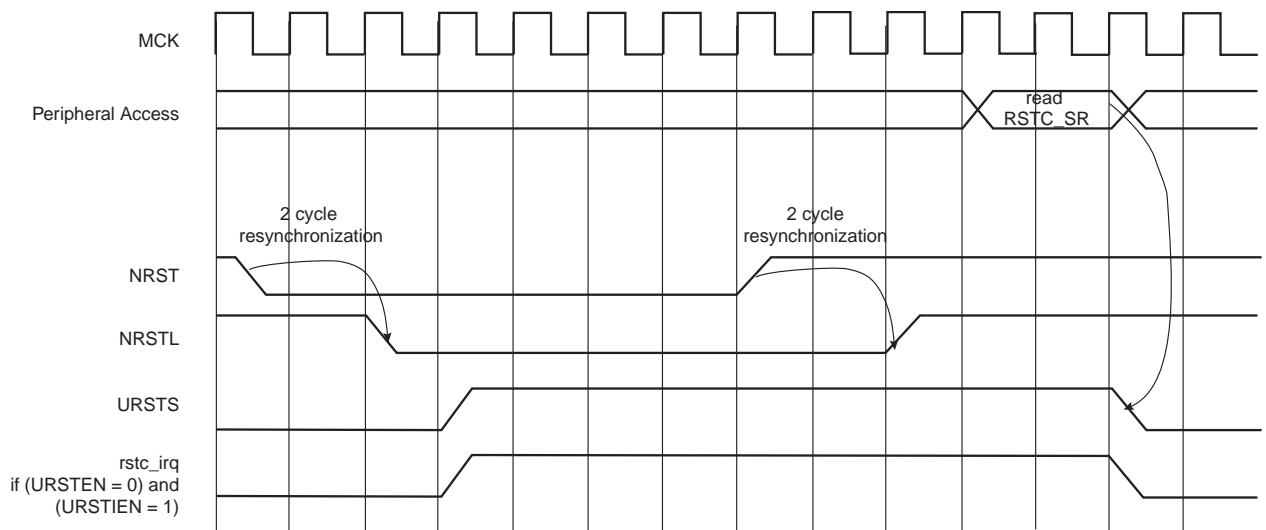 MCK
Peripheral Access
read
RSTC_SR
2 cycle
resynchronization
2 cycle
resynchronization
NRST
NRSTL
URSTS
rstc_irq
if (URSTEN = 0) and
(URSTIEN = 1)